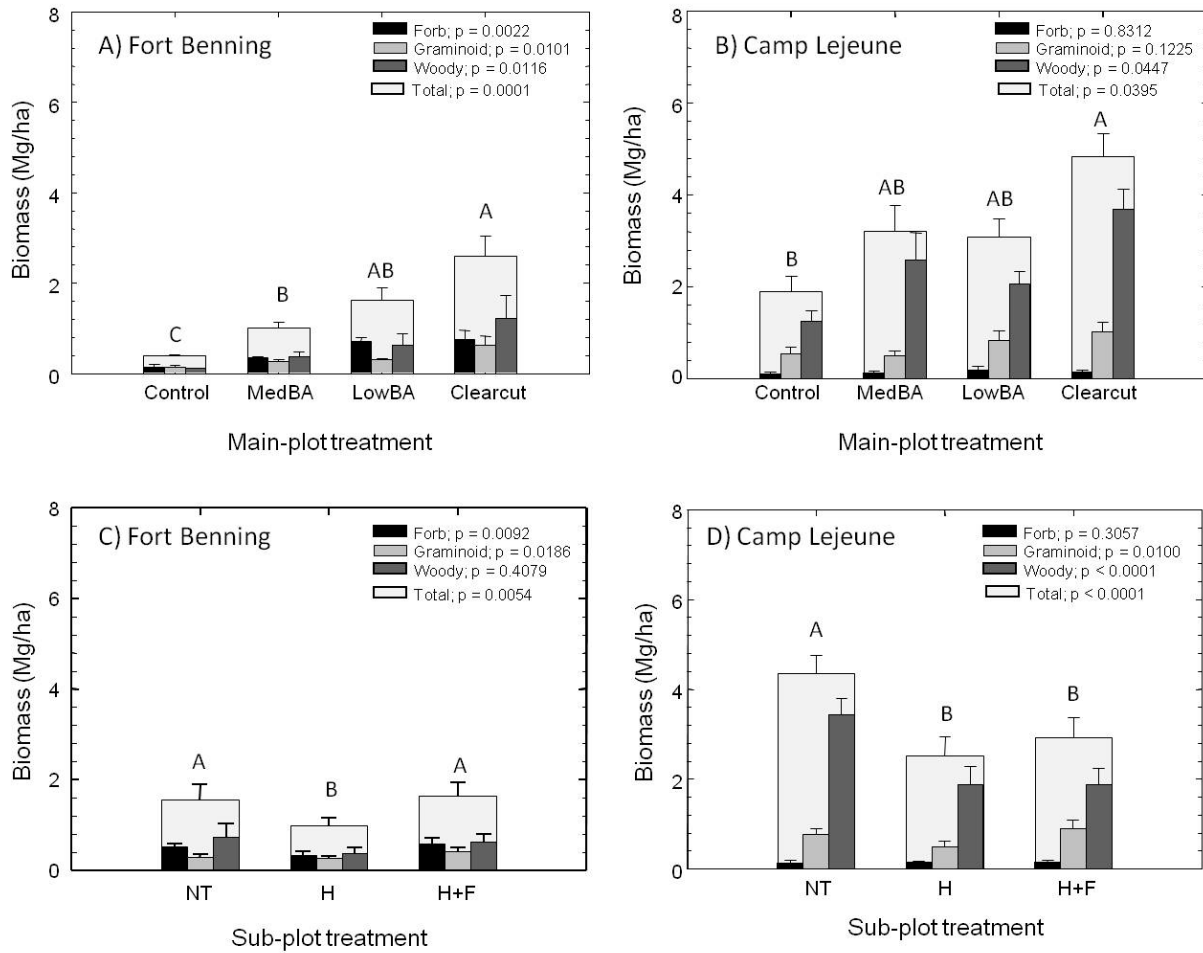 A) Fort Benning
Forb; p = 0.0022
Graminoid; p = 0.0101
Woody; p = 0.0116
Total; p = 0.0001
Biomass (Mg/ha)
8
6
4
2
0
C
B
AB
A
Control MedBA LowBA Clearcut
Main-plot treatment
B) Camp Lejeune
Forb; p = 0.8312
Graminoid; p = 0.1225
Woody; p = 0.0447
Total; p = 0.0395
Biomass (Mg/ha)
8
6
4
2
0
B
AB
AB
A
Control MedBA LowBA Clearcut
Main-plot treatment
C) Fort Benning
Forb; p = 0.0092
Graminoid; p = 0.0186
Woody; p = 0.4079
Total; p = 0.0054
Biomass (Mg/ha)
8
6
4
2
0
A
B
A
NT H H+F
Sub-plot treatment
D) Camp Lejeune
Forb; p = 0.3057
Graminoid; p = 0.0100
Woody; p < 0.0001
Total; p < 0.0001
Biomass (Mg/ha)
8
6
4
2
0
A
B
B
NT H H+F
Sub-plot treatment